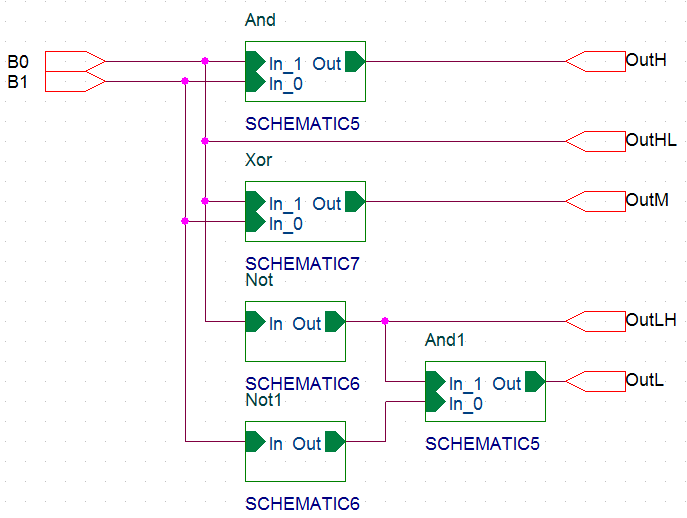 And
B0
In_1 Out
OutH
B1
In_0
SCHEMATIC5
OutHL
Xor
In_1 Out
OutM
In_0
SCHEMATIC7
Not
In Out
OutLH
And1
SCHEMATIC6
In_1 Out
OutL
Not1
In_0
In Out
SCHEMATIC5
SCHEMATIC6